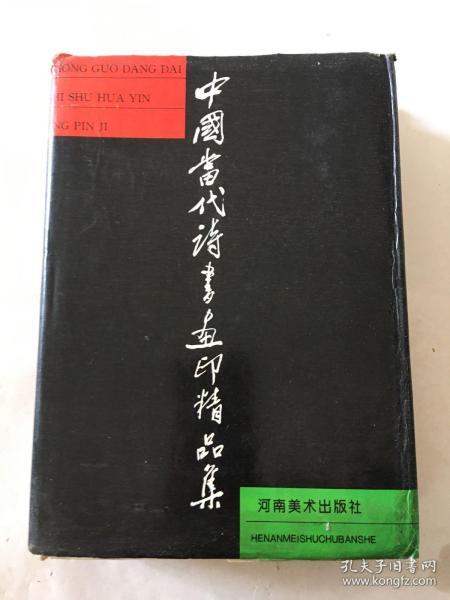 HONG GUO DANG DAI
HI SHU HUA YIN
NG PIN JI
中國當代詩書畫印精品集
河南美术出版社
HENANMEISHUCHUBANSHE
孔夫子旧书网
www.kongfz.com